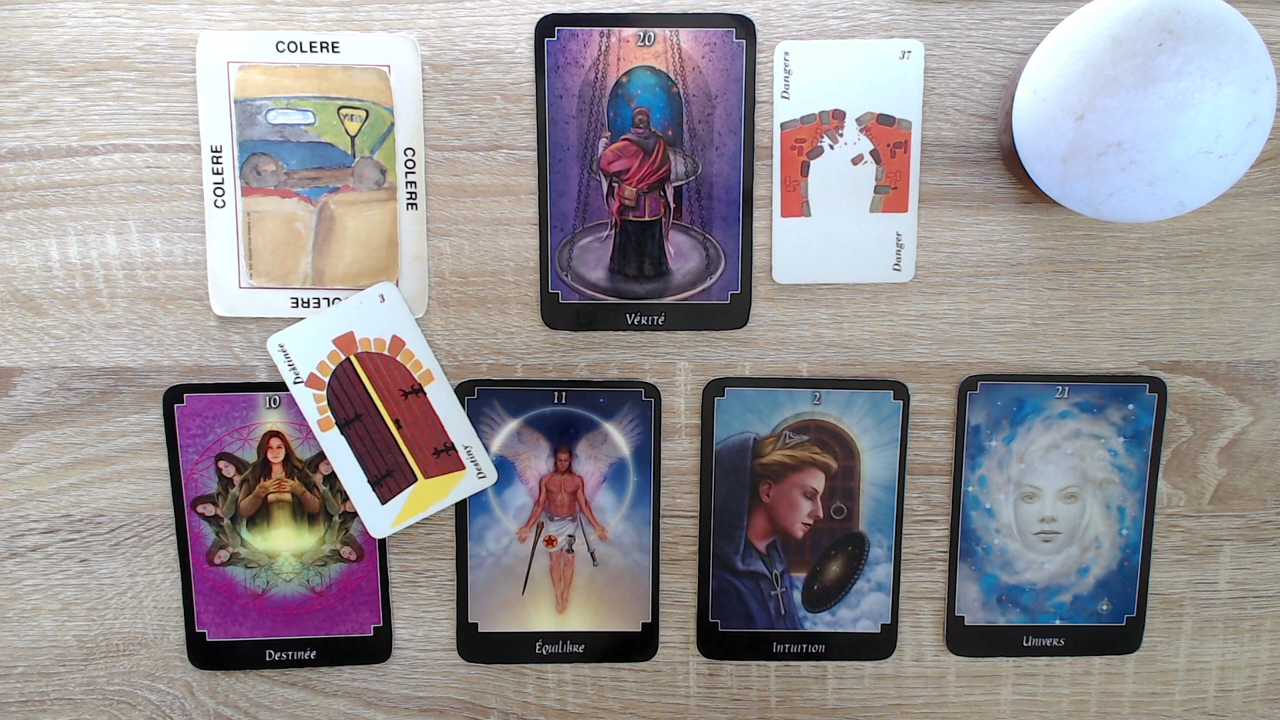 COLERE
COLERE
COLERE
COLERE
YIELD
20
Vérité
Dangers
37
Danger
3
Destinée
Destiny
10
Destinée
11
Équilibre
2
Intuition
21
Univers